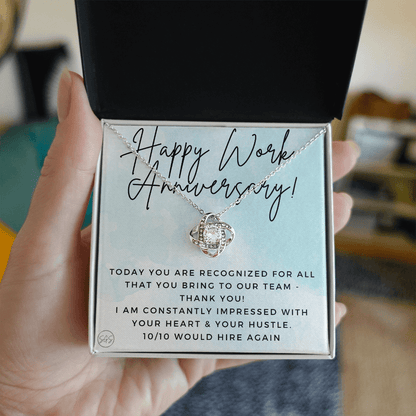 Happy Work
Anniversary!
TODAY YOU ARE RECOGNIZED FOR ALL
THAT YOU BRING TO OUR TEAM -
THANK YOU!
I AM CONSTANTLY IMPRESSED WITH
YOUR HEART & YOUR HUSTLE.
10/10 WOULD HIRE AGAIN